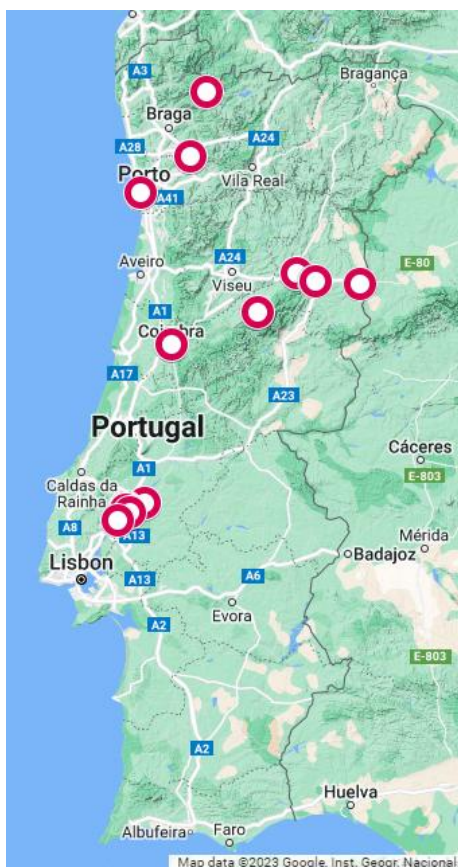 A3
Bragança
Braga
A28
A24
Porto
Vila Real
A41
Aveiro
A24
Viseu
E-80
A1
Coimbra
A17
A23
Portugal
Cáceres
A1
E-803
Caldas da
Rainha
A8
A13
Mérida
Lisbon
A13
A6
Badajoz
Evora
A2
E-803
A2
Huelva
Albufeira
Faro
Map data ©2023 Google, Inst. Geogr. Nacional